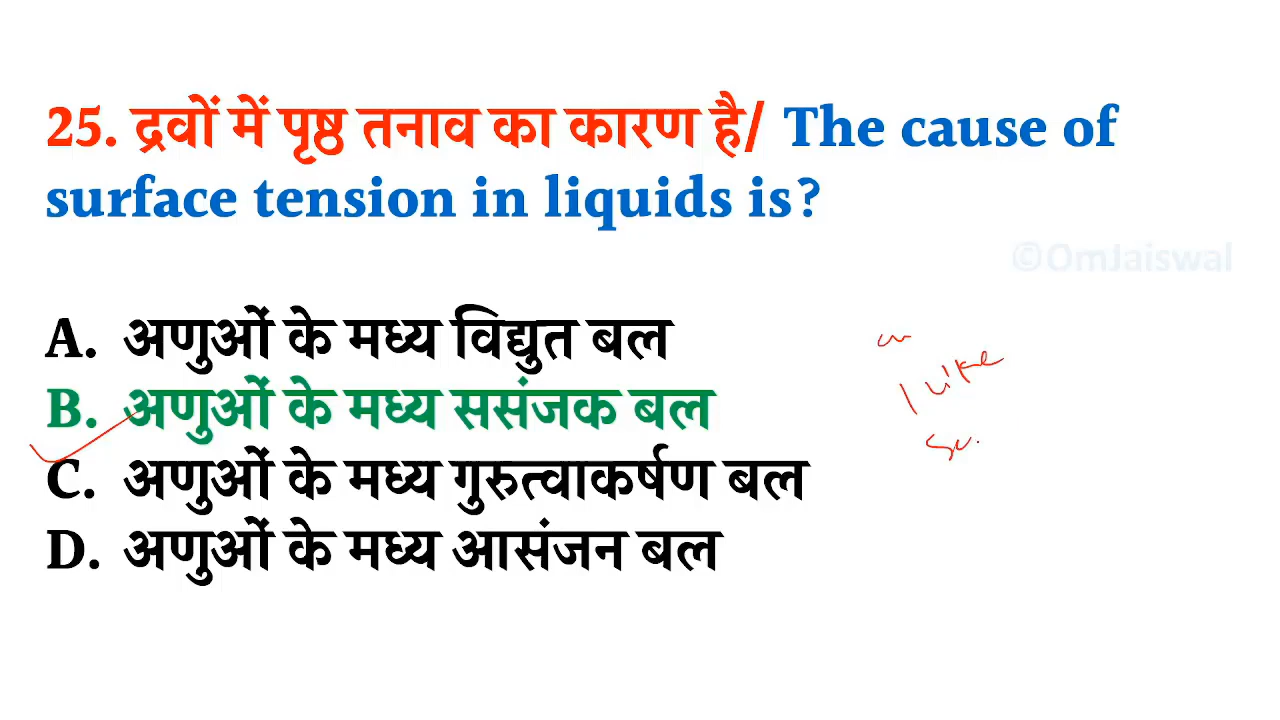 25. द्रवों में पृष्ठ तनाव का कारण है/ The cause of
surface tension in liquids is?
©OmJaiswal
A. अणुओं के मध्य विद्युत बल
B. अणुओं के मध्य ससंजक बल
C. अणुओं के मध्य गुरुत्वाकर्षण बल
D. अणुओं के मध्य आसंजन बल
like